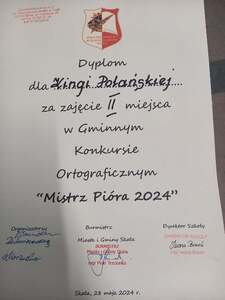 Dyplom
dla Kingi Polańskiej
za zajęcie II miejsca
w Gminnym
Konkursie
Ortograficznym
"Mistrz Pióra 2024"
Organizatorzy Burmistrz Dyrektor Szkoły
Miasta i Gminy Skała
Skała, 28 maja 2024 r.